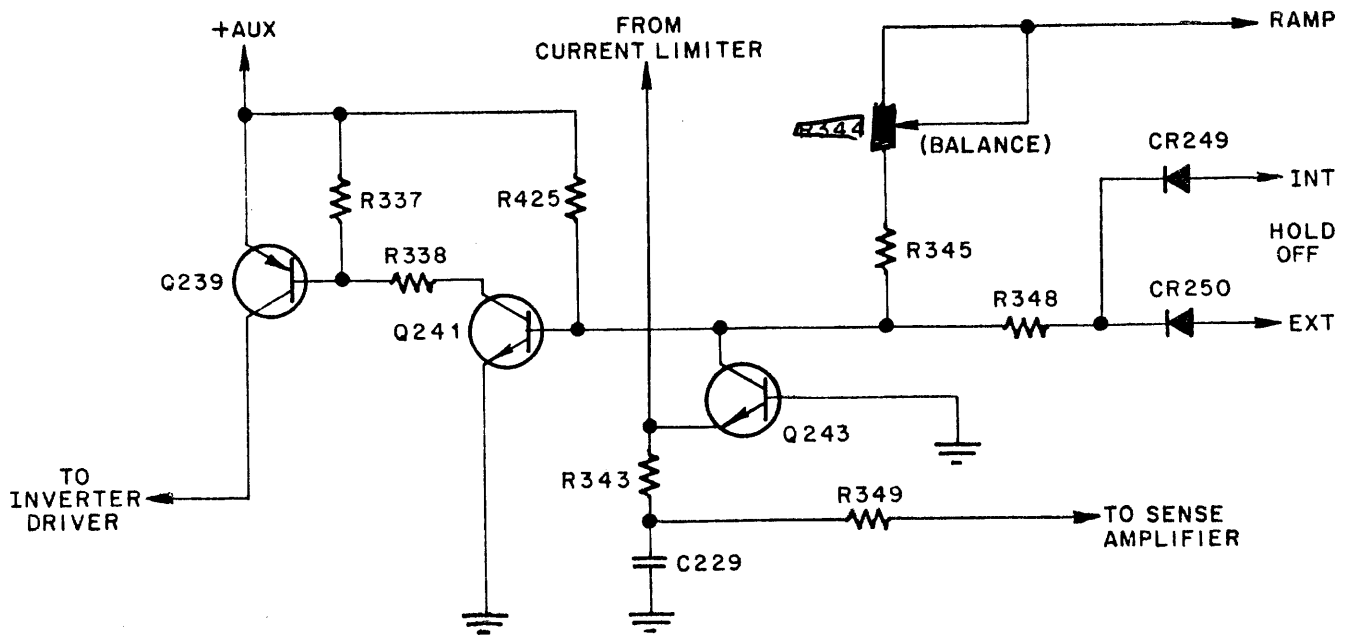 +AUX
FROM
CURRENT LIMITER
RAMP
R344
(BALANCE)
CR249
INT
R337
R425
R345
HOLD
OFF
Q239
R338
R348
CR250
Q241
EXT
Q243
TO
INVERTER
DRIVER
R343
R349
TO SENSE
AMPLIFIER
C229